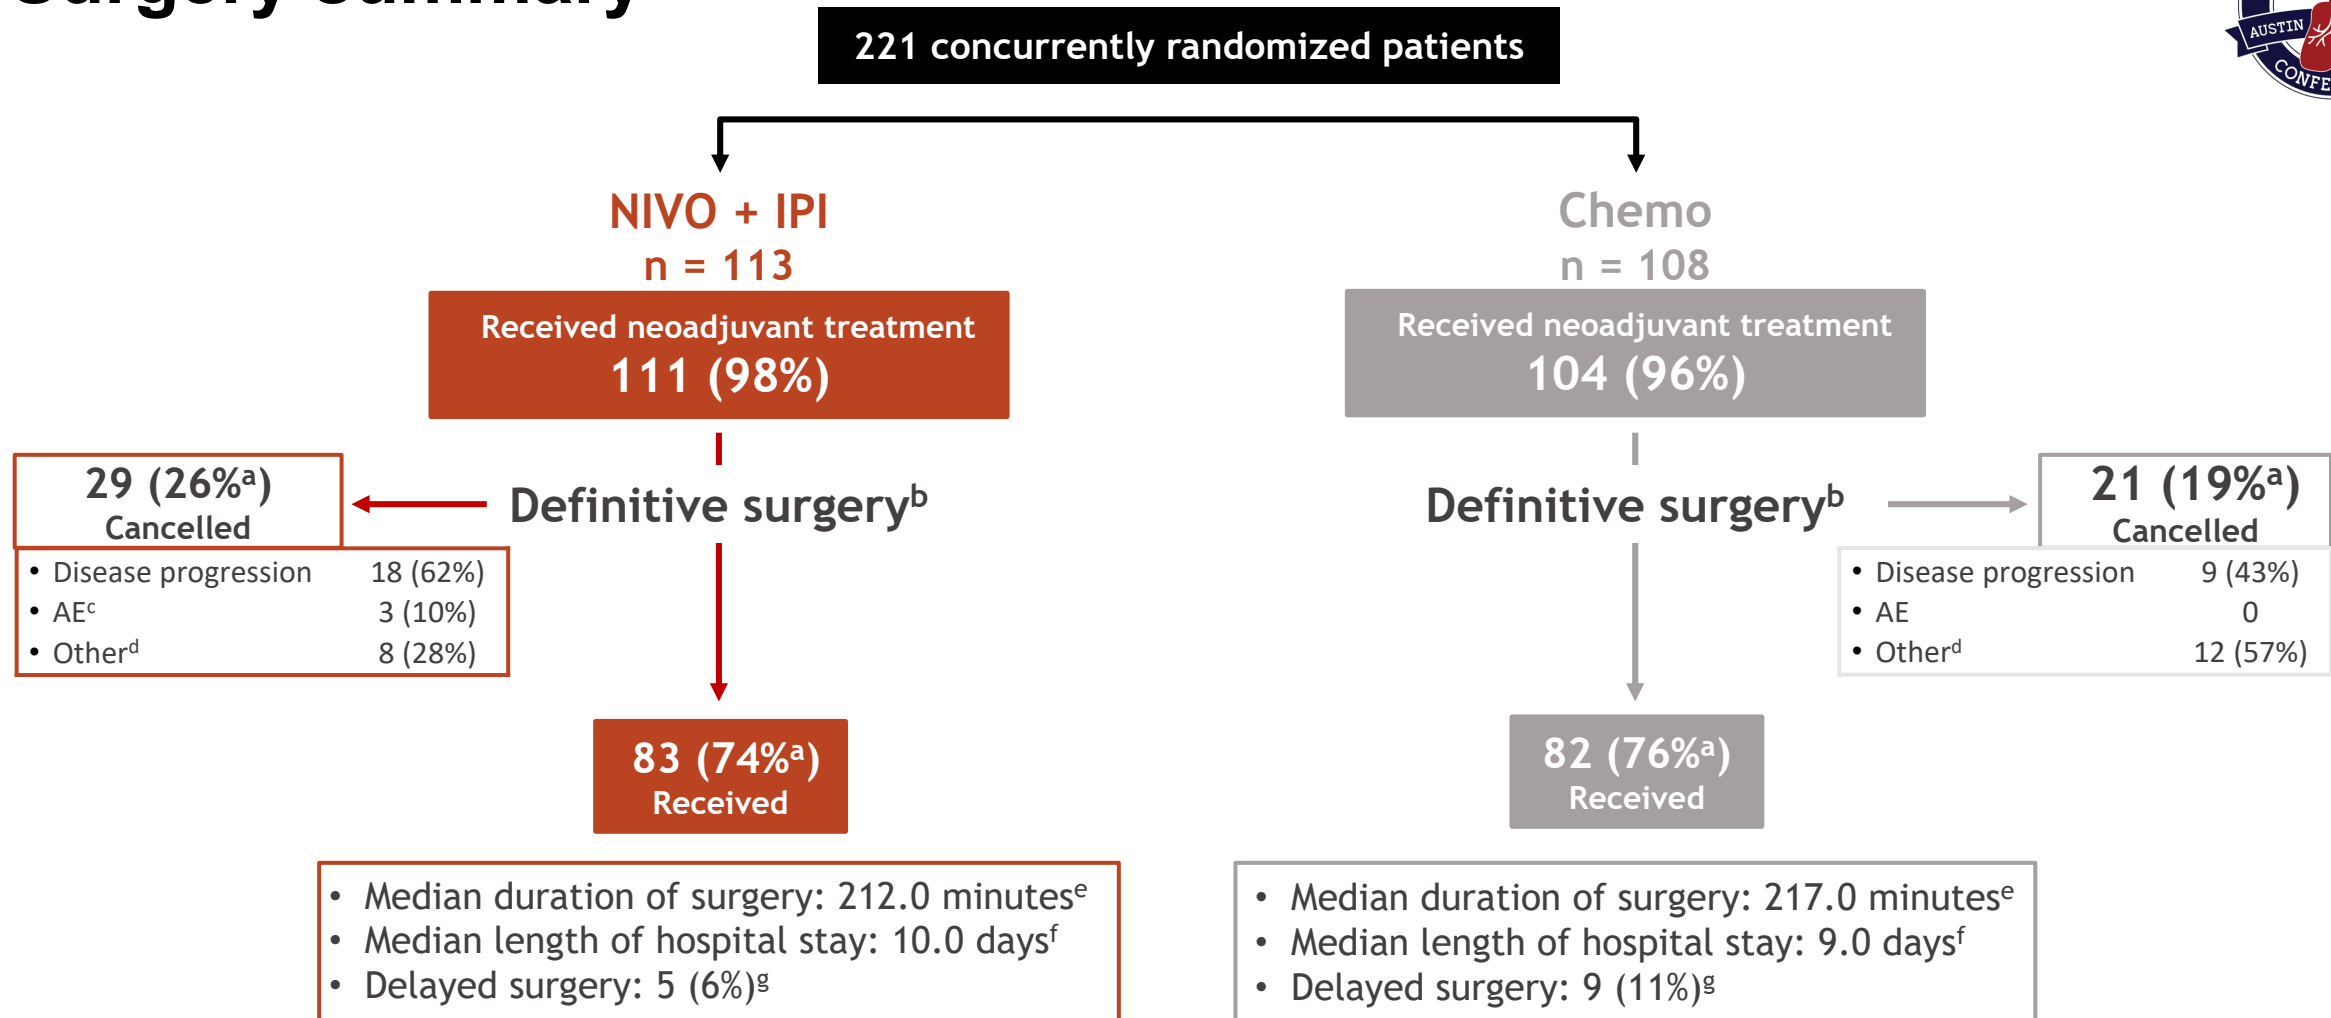 Surgery summary
AUSTIN
221 concurrently randomized patients
NIVO + IPI
n = 113
Received neoadjuvant treatment
111 (98%)
29 (26%ᵃ)
Cancelled
Definitive surgeryᵇ
• Disease progression 18 (62%)
• AEᶜ 3 (10%)
• Otherᵈ 8 (28%)
83 (74%ᵃ)
Received
• Median duration of surgery: 212.0 minutesᵉ
• Median length of hospital stay: 10.0 daysᶠ
• Delayed surgery: 5 (6%)ᵍ
Chemo
n = 108
Received neoadjuvant treatment
104 (96%)
Definitive surgeryᵇ
21 (19%ᵃ)
Cancelled
• Disease progression 9 (43%)
• AE 0
• Otherᵈ 12 (57%)
82 (76%ᵃ)
Received
• Median duration of surgery: 217.0 minutesᵉ
• Median length of hospital stay: 9.0 daysᶠ
• Delayed surgery: 9 (11%)ᵍ